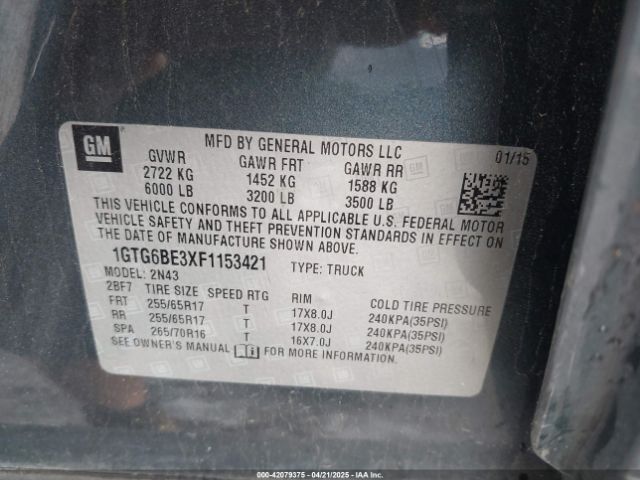 GM
MFD BY GENERAL MOTORS LLC 01/15
GVWR GAWR FRT GAWR RR
2722 KG 1452 KG 1588 KG
6000 LB 3200 LB 3500 LB
THIS VEHICLE CONFORMS TO ALL APPLICABLE U.S. FEDERAL MOTOR
VEHICLE SAFETY AND THEFT PREVENTION STANDARDS IN EFFECT ON
THE DATE OF MANUFACTURE SHOWN ABOVE.
1GTG6BE3XF1153421 TYPE: TRUCK
MODEL: 2N43
2BF7 TIRE SIZE SPEED RTG RIM COLD TIRE PRESSURE
FRT 255/65R17 T 17X8.0J 240KPA(35PSI)
RR 255/65R17 T 17X8.0J 240KPA(35PSI)
SPA 265/70R16 T 16X7.0J 240KPA(35PSI)
SEE OWNER'S MANUAL FOR MORE INFORMATION.
000-42079375 - 04/21/2025 - IAAI.COM